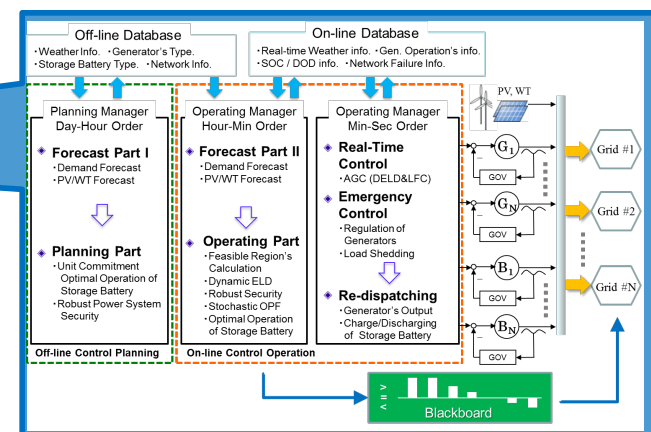 Off-line Database
・Weather Info. ・Generator's Type.
・Storage Battery Type. ・Network Info.
On-line Database
・Real-time Weather info. ・Gen. Operation's info.
・SOC / DOD info. ・Network Failure Info.
Planning Manager
Day-Hour Order
Forecast Part I
・Demand Forecast
・PV/WT Forecast
Planning Part
・Unit Commitment
Optimal Operation of
Storage Battery
・Robust Power System
Security
Off-line Control Planning
Operating Manager
Hour-Min Order
Forecast Part II
・Demand Forecast
・PV/WT Forecast
Operating Part
・Feasible Region's
Calculation
・Dynamic ELD
・Robust Security
・Stochastic OPF
・Optimal Operation
of Storage Battery
On-line Control Operation
Operating Manager
Min-Sec Order
Real-Time
Control
・AGC (DELD&LFC)
Emergency
Control
・Regulation of
Generators
・Load Shedding
Re-dispatching
・Generator's Output
・Charge/Discharging
of Storage Battery
PV, WT
G1
GOV
GN
GOV
B1
GOV
BN
GOV
Grid #1
Grid #2
Grid #N
> = <
Blackboard